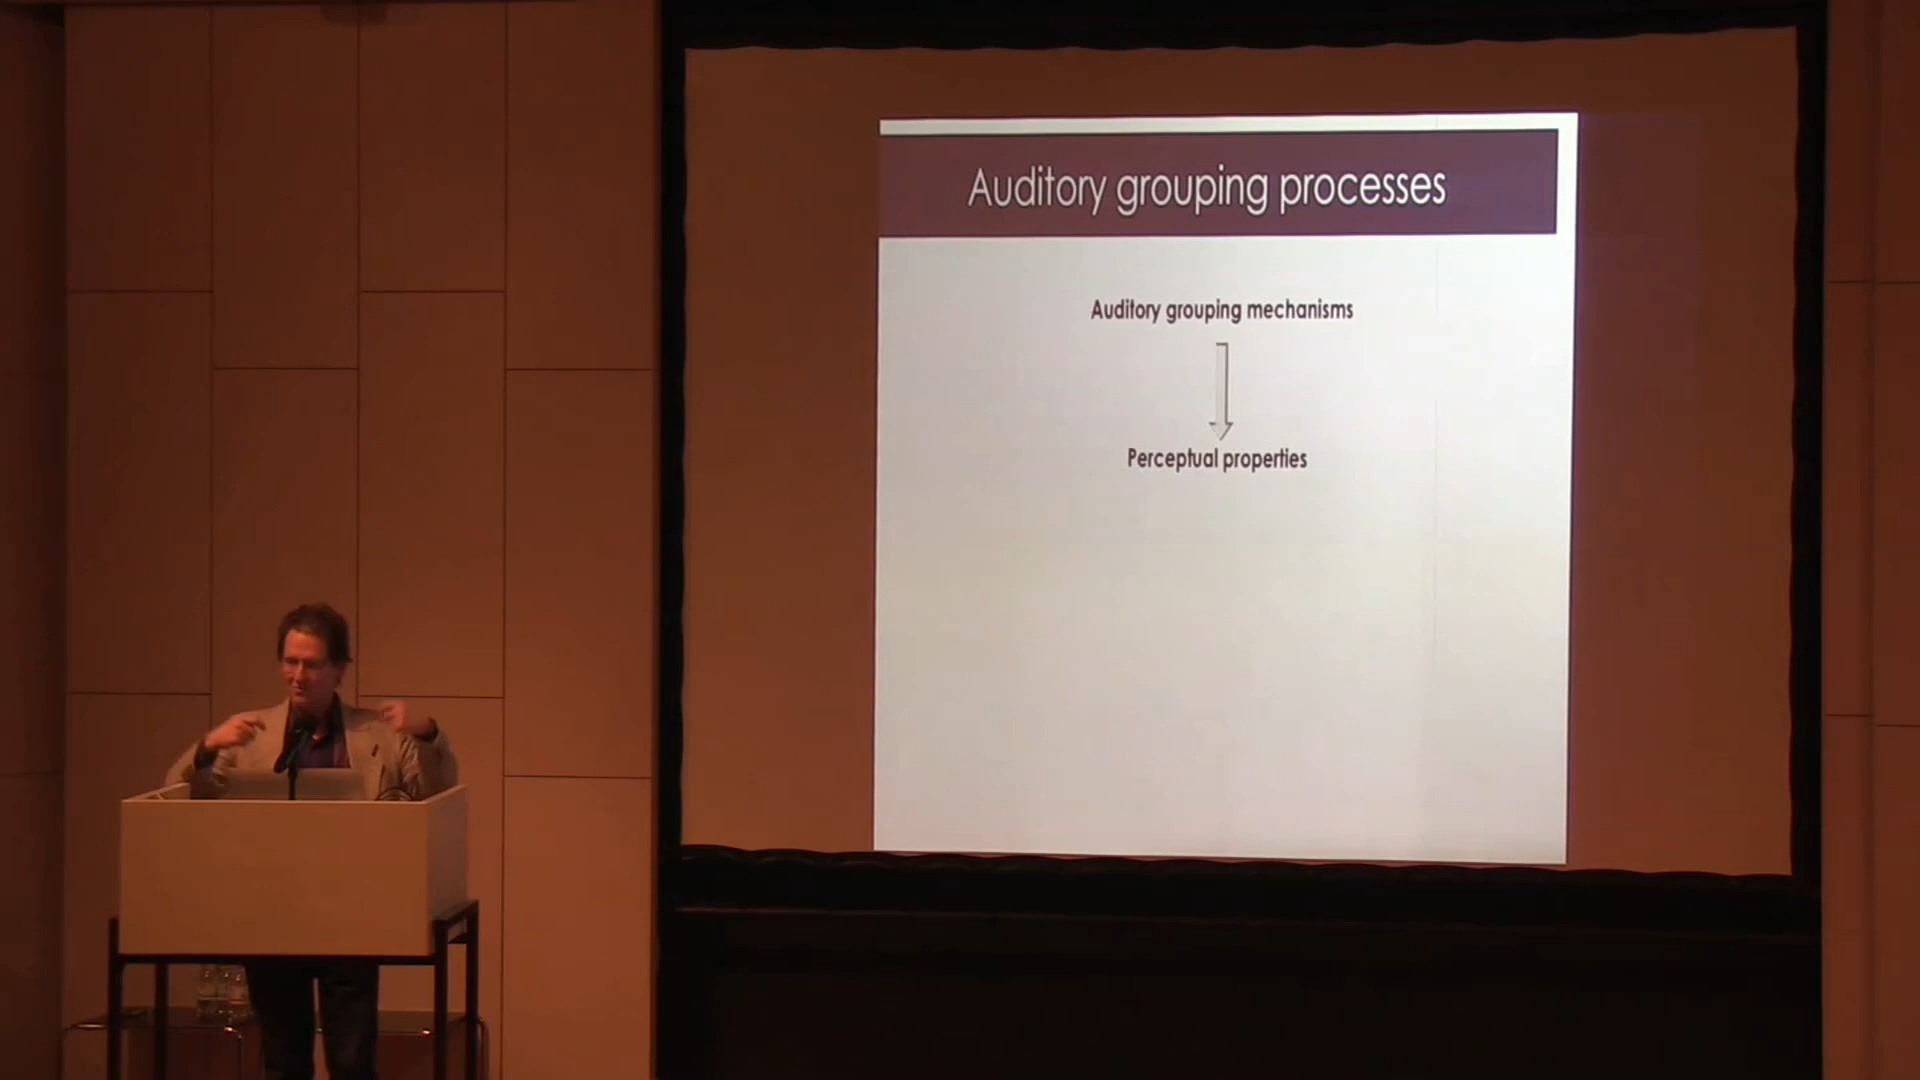 Auditory grouping processes
Auditory grouping mechanisms
Perceptual properties